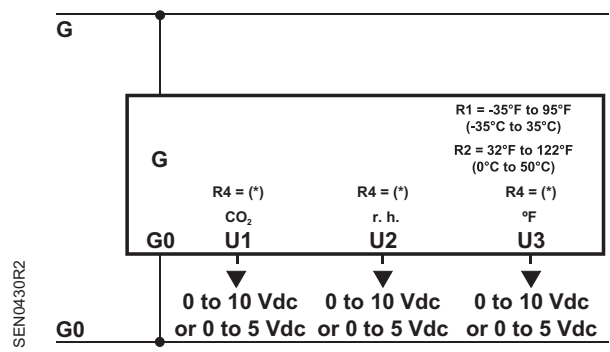 G
R1 = -35°F to 95°F
(-35°C to 35°C)
R2 = 32°F to 122°F
(0°C to 50°C)
G
R4 = (*) R4 = (*) R4 = (*)
CO₂ r. h. ºF
G0 U1 U2 U3
0 to 10 Vdc 0 to 10 Vdc 0 to 10 Vdc
or 0 to 5 Vdc or 0 to 5 Vdc or 0 to 5 Vdc
G0
SEN0430R2